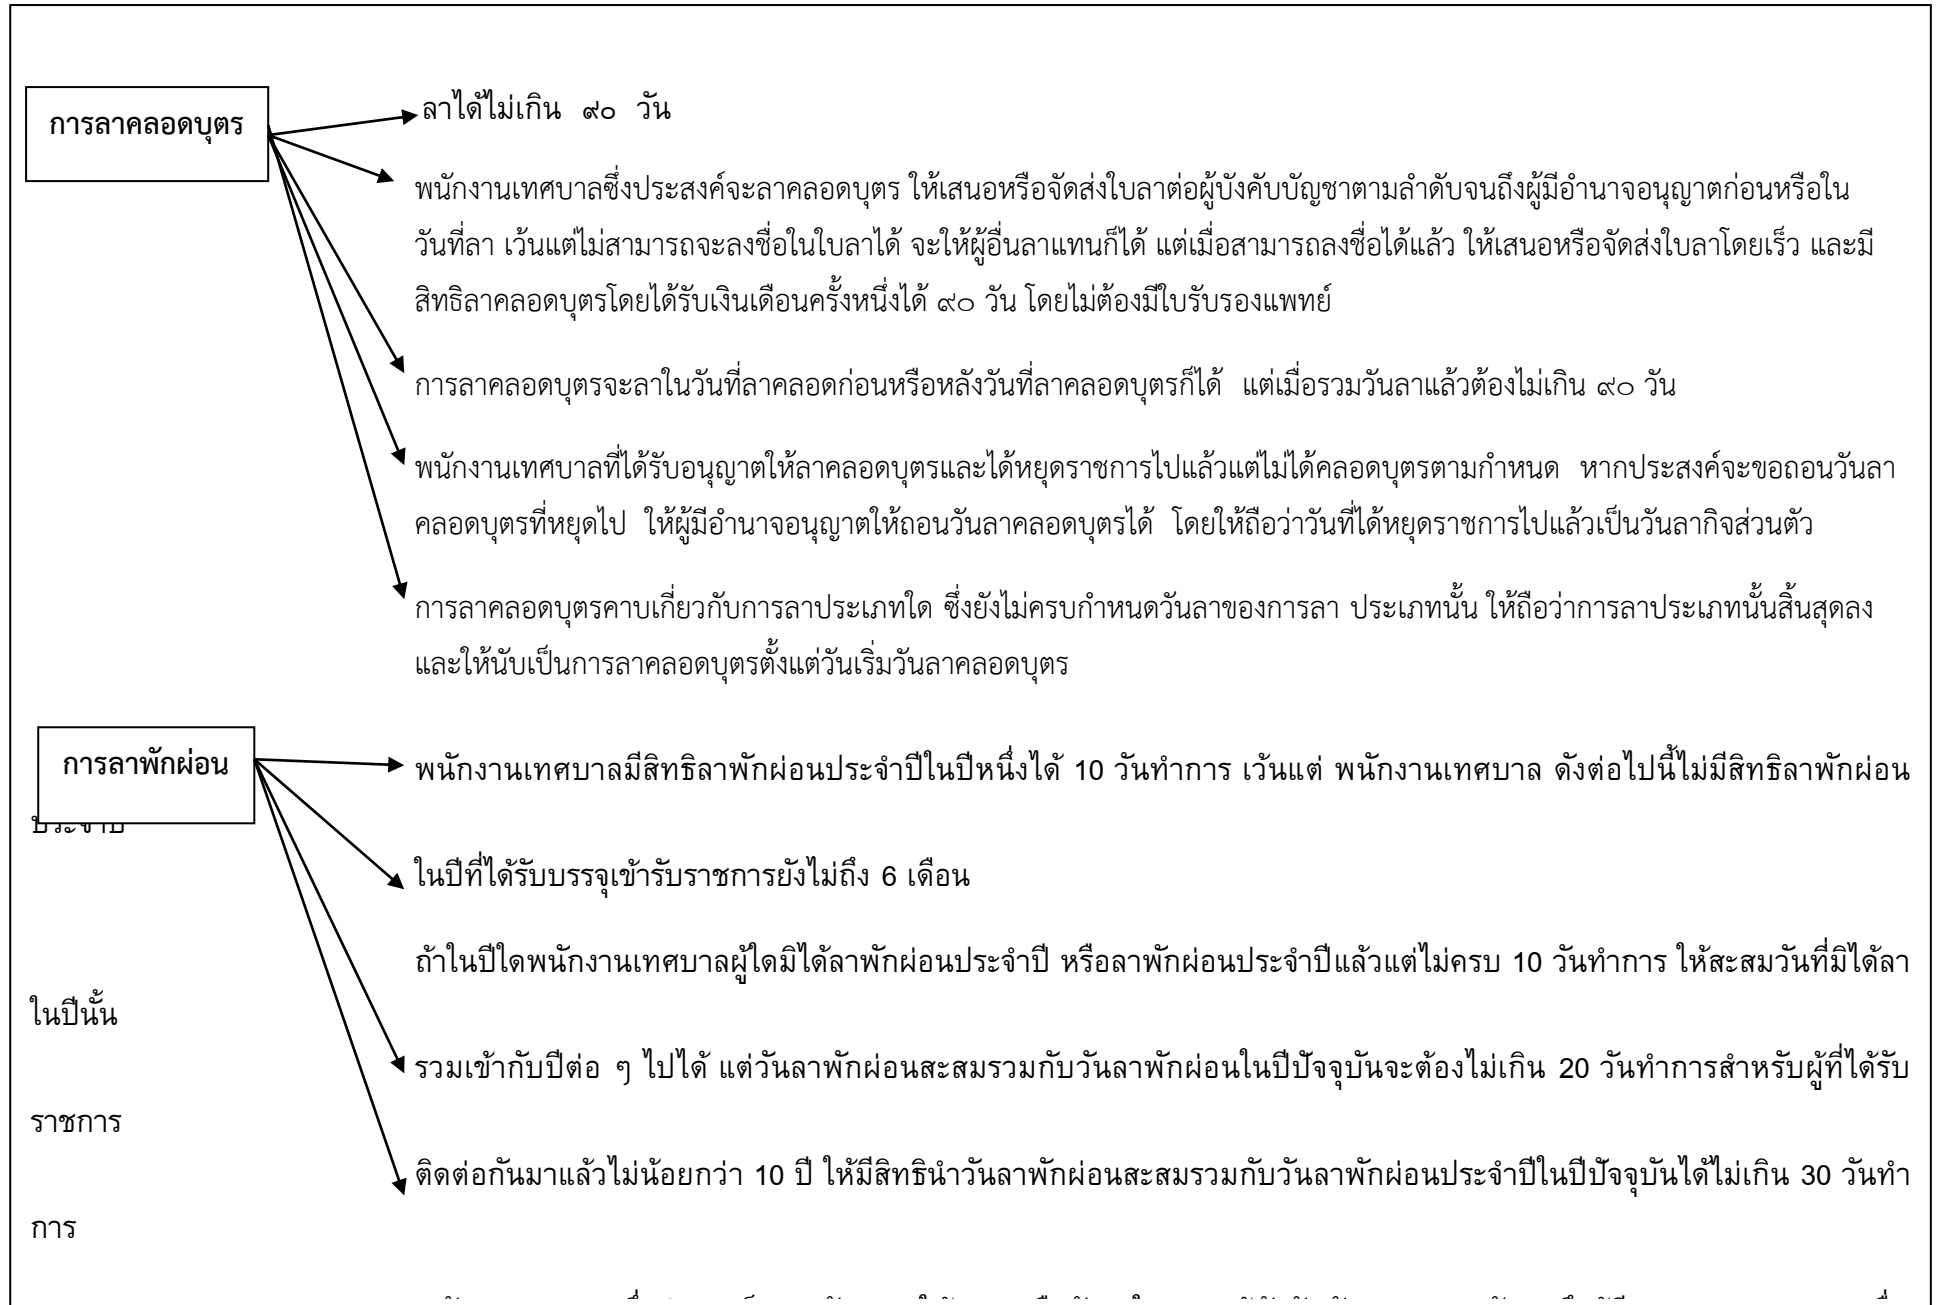 การลาคลอดบุตร
ลาได้ไม่เกิน ๙๐ วัน
พนักงานเทศบาลซึ่งประสงค์จะลาคลอดบุตร ให้เสนอหรือจัดส่งใบลาต่อผู้บังคับบัญชาตามลำดับจนถึงผู้มีอำนาจอนุญาตก่อนหรือใน
วันที่ลา เว้นแต่ไม่สามารถจะลงชื่อในใบลาได้ จะให้ผู้อื่นลาแทนก็ได้ แต่เมื่อสามารถลงชื่อได้แล้ว ให้เสนอหรือจัดส่งใบลาโดยเร็ว และมี
สิทธิลาคลอดบุตรโดยได้รับเงินเดือนครั้งหนึ่งได้ ๙๐ วัน โดยไม่ต้องมีใบรับรองแพทย์
การลาคลอดบุตรจะลาในวันที่ลาคลอดก่อนหรือหลังวันที่ลาคลอดบุตรก็ได้ แต่เมื่อรวมวันลาแล้วต้องไม่เกิน ๙๐ วัน
พนักงานเทศบาลที่ได้รับอนุญาตให้ลาคลอดบุตรและได้หยุดราชการไปแล้วแต่ไม่ได้คลอดบุตรตามกำหนด หากประสงค์จะขอถอนวันลา
คลอดบุตรที่หยุดไป ให้ผู้มีอำนาจอนุญาตให้ถอนวันลาคลอดบุตรได้ โดยให้ถือว่าวันที่ได้หยุดราชการไปแล้วเป็นวันลากิจส่วนตัว
การลาคลอดบุตรคาบเกี่ยวกับการลาประเภทใด ซึ่งยังไม่ครบกำหนดวันลาของการลา ประเภทนั้น ให้ถือว่าการลาประเภทนั้นสิ้นสุดลง
และให้นับเป็นการลาคลอดบุตรตั้งแต่วันเริ่มวันลาคลอดบุตร
การลาพักผ่อน
พนักงานเทศบาลมีสิทธิลาพักผ่อนประจำปีในปีหนึ่งได้ 10 วันทำการ เว้นแต่ พนักงานเทศบาล ดังต่อไปนี้ไม่มีสิทธิลาพักผ่อน
ในปีที่ได้รับบรรจุเข้ารับราชการยังไม่ถึง 6 เดือน
ถ้าในปีใดพนักงานเทศบาลผู้ใดมิได้ลาพักผ่อนประจำปี หรือลาพักผ่อนประจำปีแล้วแต่ไม่ครบ 10 วันทำการ ให้สะสมวันที่มิได้ลา
ในปีนั้น
รวมเข้ากับปีต่อ ๆ ไปได้ แต่วันลาพักผ่อนสะสมรวมกับวันลาพักผ่อนในปีปัจจุบันจะต้องไม่เกิน 20 วันทำการสำหรับผู้ที่ได้รับ
ราชการ
ติดต่อกันมาแล้วไม่น้อยกว่า 10 ปี ให้มีสิทธินำวันลาพักผ่อนสะสมรวมกับวันลาพักผ่อนประจำปีในปีปัจจุบันได้ไม่เกิน 30 วันทำ
การ